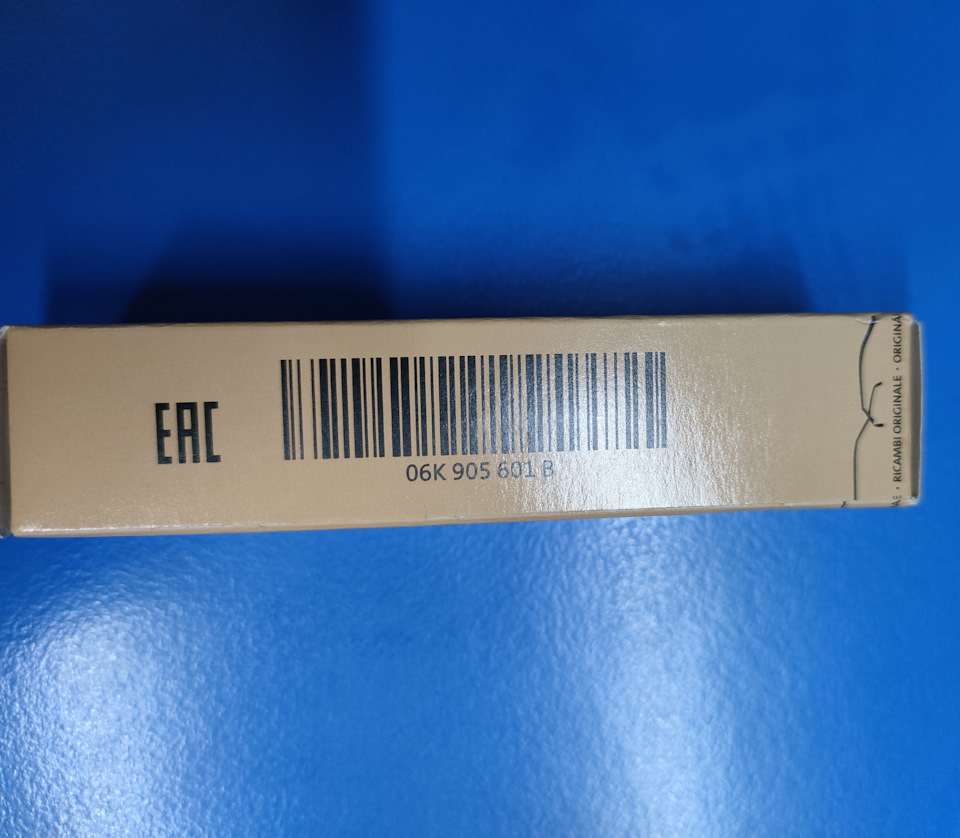 EAC
06K 905 601 B
· RICAMBI ORIGINALE · ORIGINA